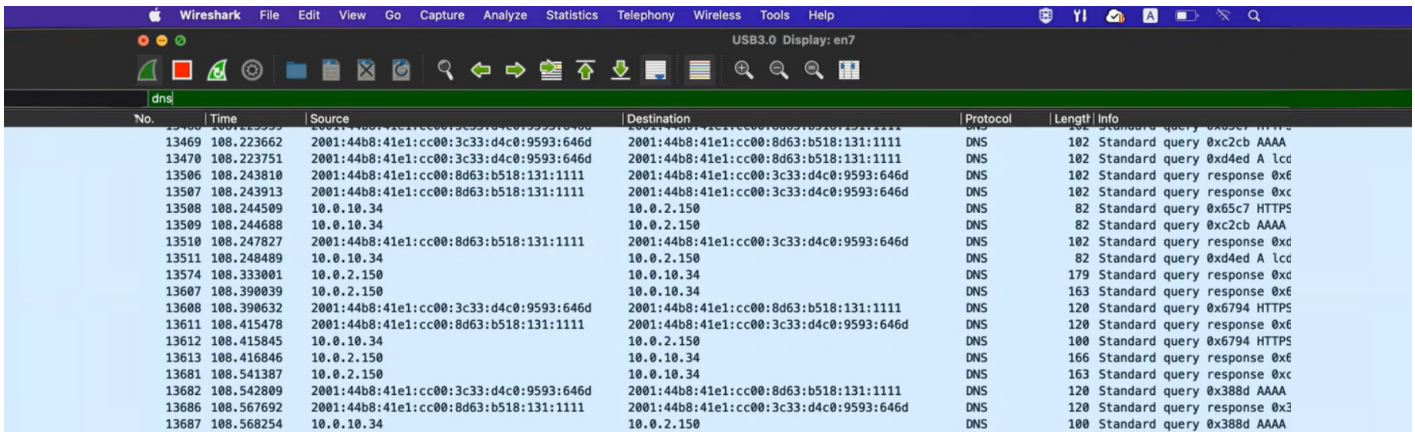 Wireshark File Edit View Go Capture Analyze Statistics Telephony Wireless Tools Help A
USB3.0 Display: en7
dns
No. Time Source Destination Protocol Length Info
13469 108.223662 2001:44b8:41e1:cc00:3c33:d4c0:9593:646d 2001:44b8:41e1:cc00:8d63:b518:131:1111 DNS 102 Standard query 0xc2cb AAAA
13470 108.223751 2001:44b8:41e1:cc00:3c33:d4c0:9593:646d 2001:44b8:41e1:cc00:8d63:b518:131:1111 DNS 102 Standard query 0xd4ed A lcd
13506 108.243810 2001:44b8:41e1:cc00:8d63:b518:131:1111 2001:44b8:41e1:cc00:3c33:d4c0:9593:646d DNS 102 Standard query response 0x6
13507 108.243913 2001:44b8:41e1:cc00:8d63:b518:131:1111 2001:44b8:41e1:cc00:3c33:d4c0:9593:646d DNS 102 Standard query response 0xc
13508 108.244509 10.0.10.34 10.0.2.150 DNS 82 Standard query 0x65c7 HTTPS
13509 108.244688 10.0.10.34 10.0.2.150 DNS 82 Standard query 0xc2cb AAAA
13510 108.247827 2001:44b8:41e1:cc00:8d63:b518:131:1111 2001:44b8:41e1:cc00:3c33:d4c0:9593:646d DNS 102 Standard query response 0xd
13511 108.248489 10.0.10.34 10.0.2.150 DNS 82 Standard query 0xd4ed A lcd
13574 108.333001 10.0.2.150 10.0.10.34 DNS 179 Standard query response 0xd
13607 108.390039 10.0.2.150 10.0.10.34 DNS 163 Standard query response 0x6
13608 108.390632 2001:44b8:41e1:cc00:3c33:d4c0:9593:646d 2001:44b8:41e1:cc00:8d63:b518:131:1111 DNS 120 Standard query 0x6794 HTTPS
13611 108.415478 2001:44b8:41e1:cc00:8d63:b518:131:1111 2001:44b8:41e1:cc00:3c33:d4c0:9593:646d DNS 120 Standard query response 0x6
13612 108.415845 10.0.10.34 10.0.2.150 DNS 100 Standard query 0x6794 HTTPS
13613 108.416846 10.0.2.150 10.0.10.34 DNS 166 Standard query response 0x6
13681 108.541387 10.0.2.150 10.0.10.34 DNS 163 Standard query response 0xc
13682 108.542809 2001:44b8:41e1:cc00:3c33:d4c0:9593:646d 2001:44b8:41e1:cc00:8d63:b518:131:1111 DNS 120 Standard query 0x388d AAAA
13686 108.567692 2001:44b8:41e1:cc00:8d63:b518:131:1111 2001:44b8:41e1:cc00:3c33:d4c0:9593:646d DNS 120 Standard query response 0x3
13687 108.568254 10.0.10.34 10.0.2.150 DNS 100 Standard query 0x388d AAAA